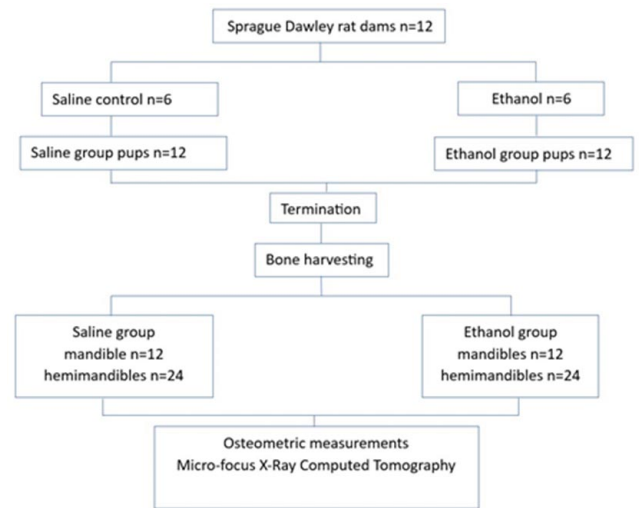 Sprague Dawley rat dams n=12
Saline control n=6
Ethanol n=6
Saline group pups n=12
Ethanol group pups n=12
Termination
Bone harvesting
Saline group
mandible n=12
hemimandibles n=24
Ethanol group
mandibles n=12
hemimandibles n=24
Osteometric measurements
Micro-focus X-Ray Computed Tomography